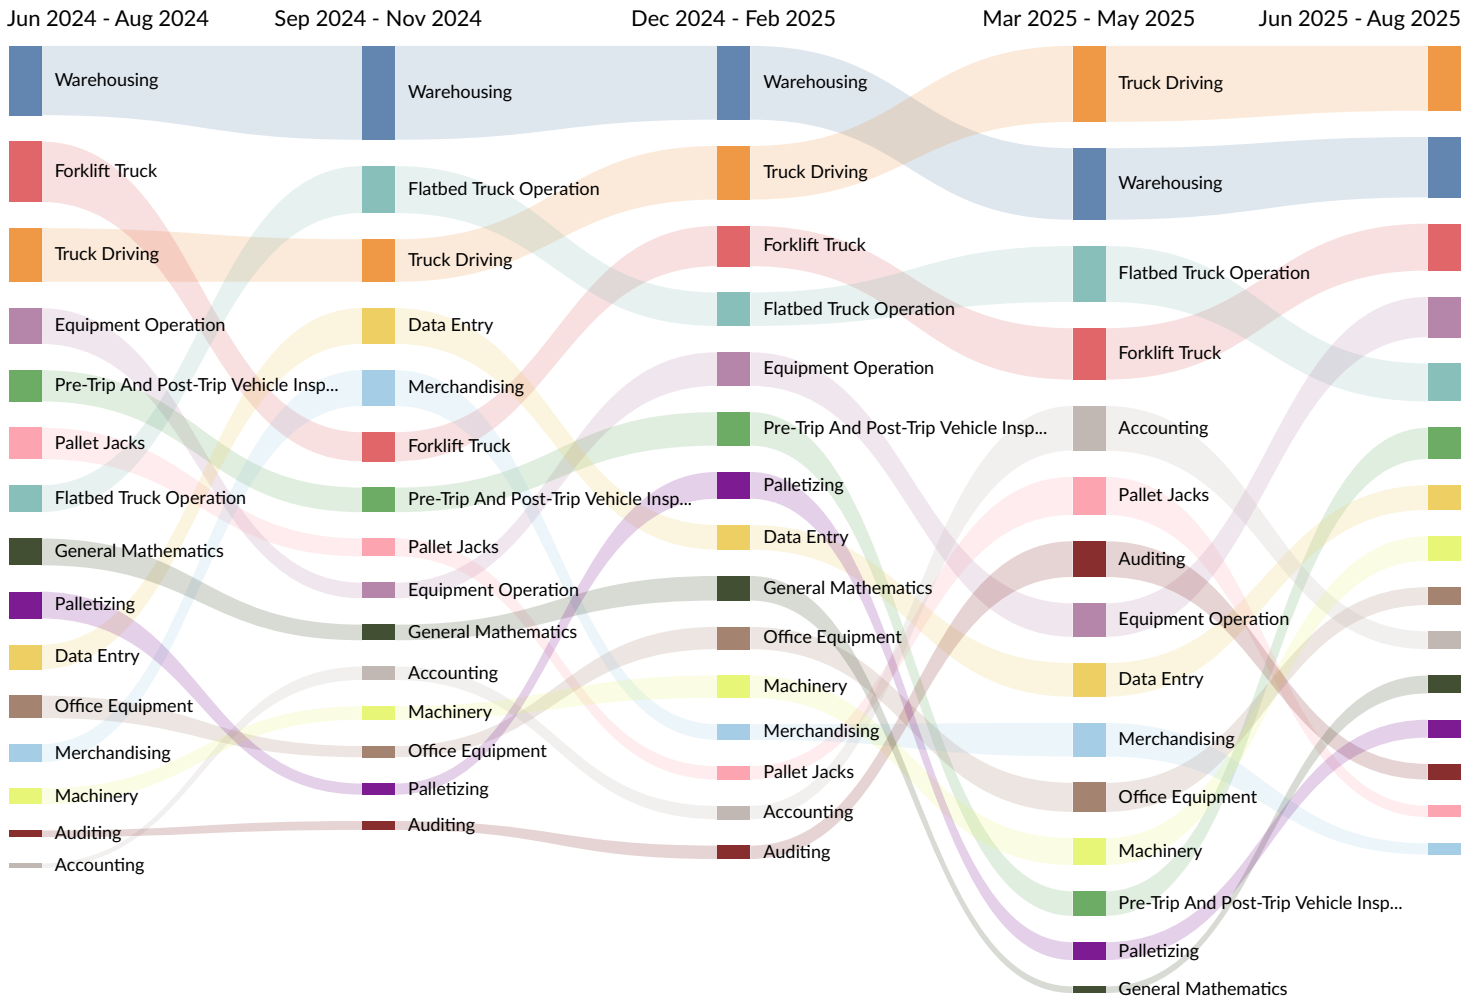 Jun 2024 - Aug 2024
Sep 2024 - Nov 2024
Dec 2024 - Feb 2025
Mar 2025 - May 2025
Jun 2025 - Aug 2025
Warehousing
Forklift Truck
Truck Driving
Equipment Operation
Pre-Trip And Post-Trip Vehicle Insp...
Pallet Jacks
Flatbed Truck Operation
General Mathematics
Palletizing
Data Entry
Office Equipment
Merchandising
Machinery
Auditing
Accounting
Warehousing
Flatbed Truck Operation
Truck Driving
Data Entry
Merchandising
Forklift Truck
Pre-Trip And Post-Trip Vehicle Insp...
Pallet Jacks
Equipment Operation
General Mathematics
Accounting
Machinery
Office Equipment
Palletizing
Auditing
Warehousing
Truck Driving
Forklift Truck
Flatbed Truck Operation
Equipment Operation
Pre-Trip And Post-Trip Vehicle Insp...
Palletizing
Data Entry
General Mathematics
Office Equipment
Machinery
Merchandising
Pallet Jacks
Accounting
Auditing
Truck Driving
Warehousing
Flatbed Truck Operation
Forklift Truck
Accounting
Pallet Jacks
Auditing
Equipment Operation
Data Entry
Merchandising
Office Equipment
Machinery
Pre-Trip And Post-Trip Vehicle Insp...
Palletizing
General Mathematics